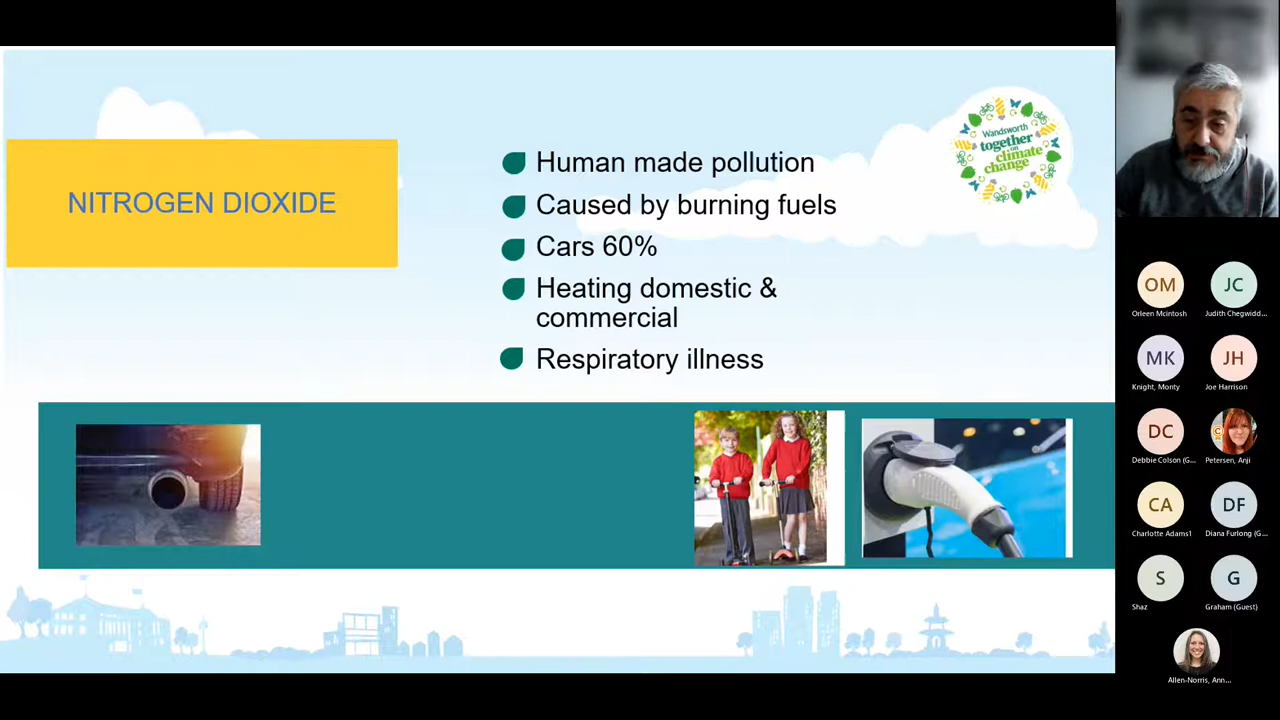 NITROGEN DIOXIDE
Human made pollution
Caused by burning fuels
Cars 60%
Heating domestic &
commercial
Respiratory illness
Wandsworth
together
on
climate
change
OM
Orleen Mcintosh
JC
Judith Chegwidd...
MK
Knight, Monty
JH
Joe Harrison
DC
Debbie Colson (G...
Petersen, Anji
CA
Charlotte Adams1
DF
Diana Furlong (G...
S
Shaz
G
Graham (Guest)
Allen-Norris, Ann...